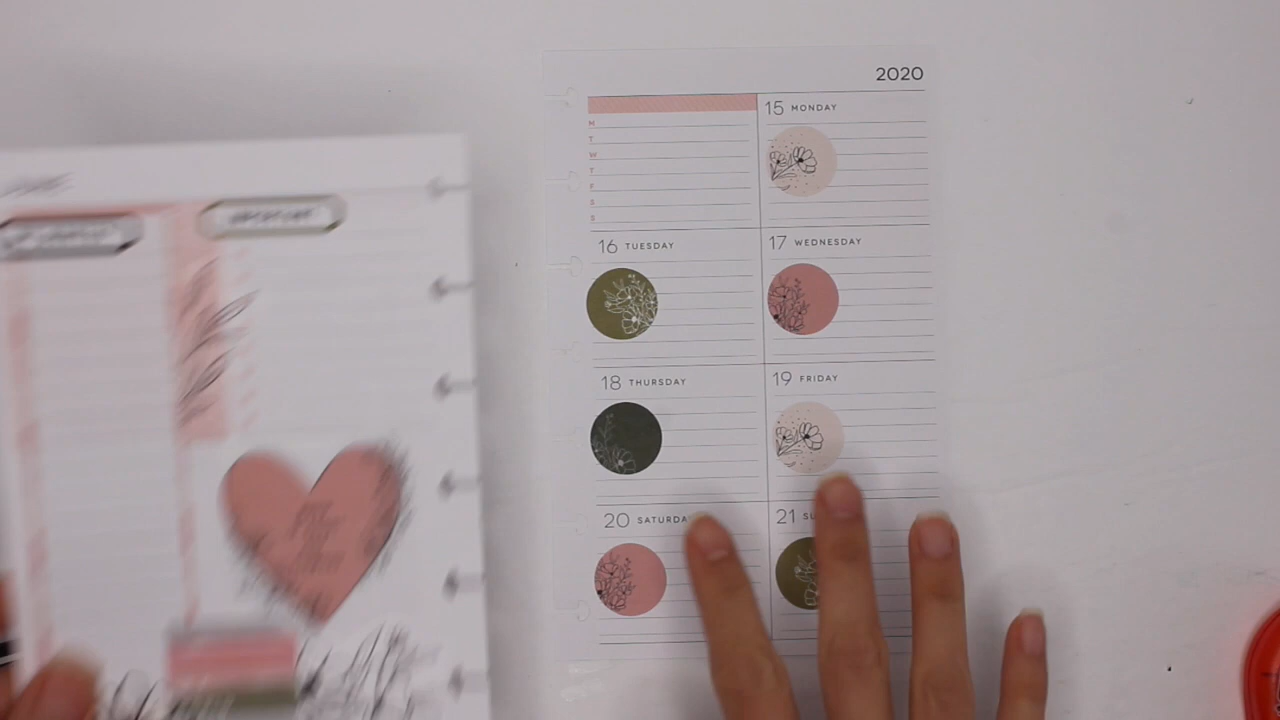 2020
M
T
W
T
F
S
S
15 MONDAY
16 TUESDAY
17 WEDNESDAY
18 THURSDAY
19 FRIDAY
20 SATURDAY
21